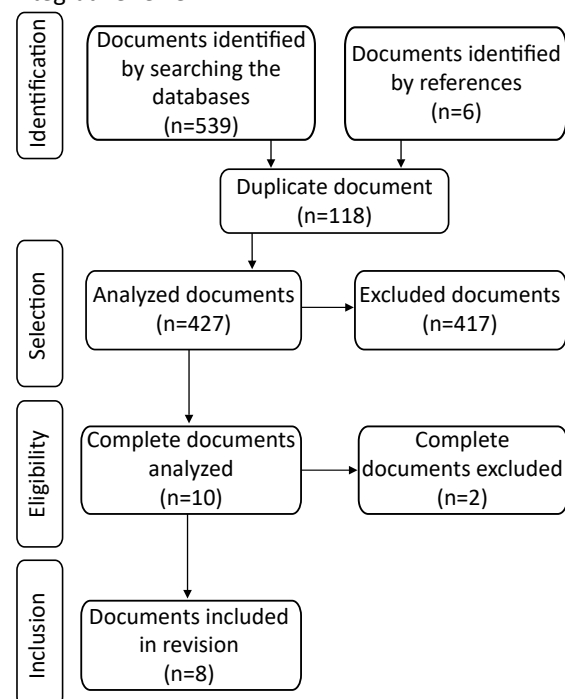 Identification
Documents identified
by searching the
databases
(n=539)
Documents identified
by references
(n=6)
Duplicate document
(n=118)
Selection
Analyzed documents
(n=427)
Excluded documents
(n=417)
Eligibility
Complete documents
analyzed
(n=10)
Complete
documents excluded
(n=2)
Inclusion
Documents included
in revision
(n=8)